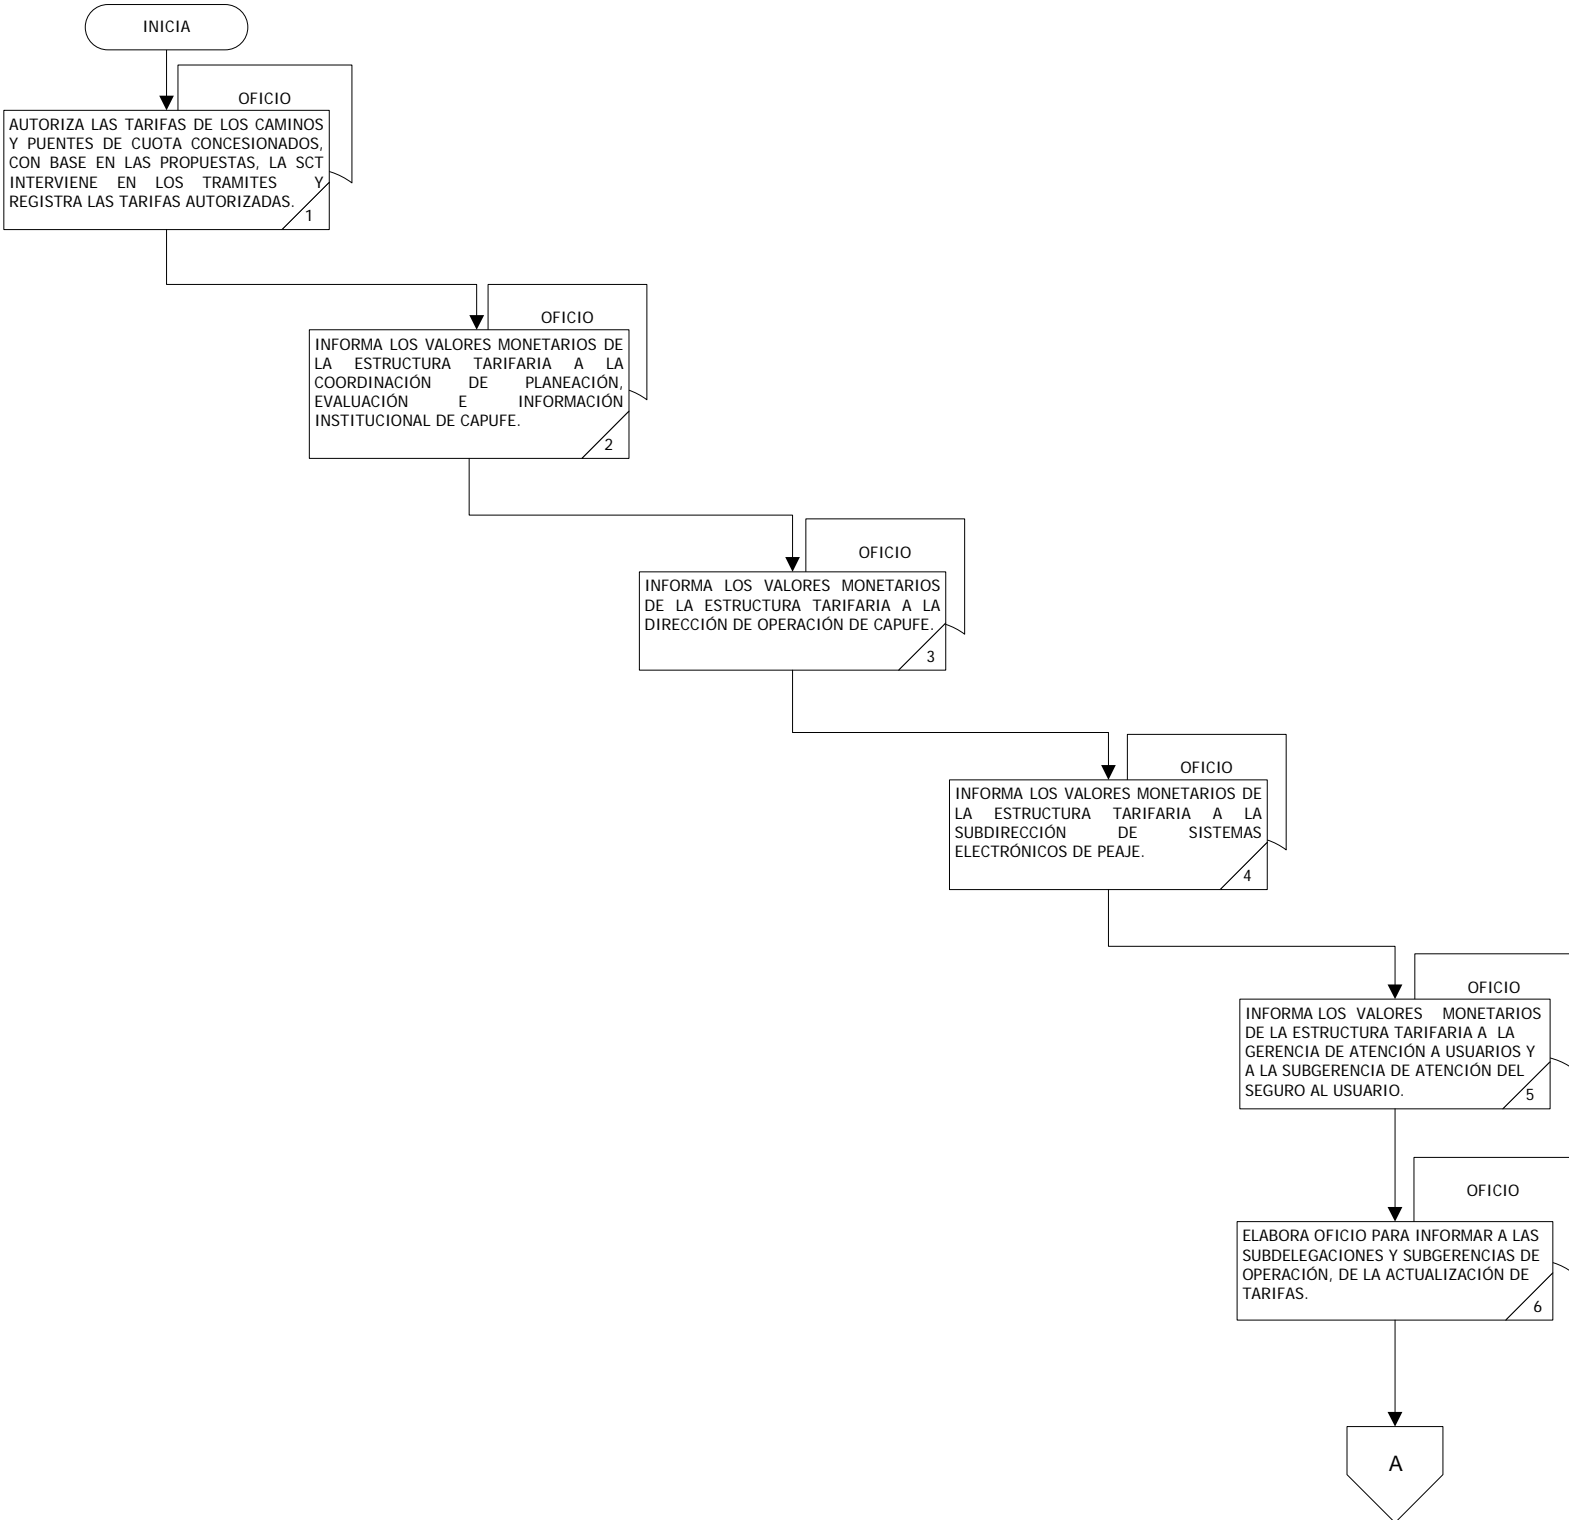 INICIA
OFICIO
AUTORIZA LAS TARIFAS DE LOS CAMINOS
Y PUENTES DE CUOTA CONCESIONADOS,
CON BASE EN LAS PROPUESTAS, LA SCT
INTERVIENE EN LOS TRAMITES Y
REGISTRA LAS TARIFAS AUTORIZADAS.
1
OFICIO
INFORMA LOS VALORES MONETARIOS DE
LA ESTRUCTURA TARIFARIA A LA
COORDINACIÓN DE PLANEACIÓN,
EVALUACIÓN E INFORMACIÓN
INSTITUCIONAL DE CAPUFE.
2
OFICIO
INFORMA LOS VALORES MONETARIOS
DE LA ESTRUCTURA TARIFARIA A LA
DIRECCIÓN DE OPERACIÓN DE CAPUFE.
3
OFICIO
INFORMA LOS VALORES MONETARIOS DE
LA ESTRUCTURA TARIFARIA A LA
SUBDIRECCIÓN DE SISTEMAS
ELECTRÓNICOS DE PEAJE.
4
OFICIO
INFORMA LOS VALORES MONETARIOS
DE LA ESTRUCTURA TARIFARIA A LA
GERENCIA DE ATENCIÓN A USUARIOS Y
A LA SUBGERENCIA DE ATENCIÓN DEL
SEGURO AL USUARIO.
5
OFICIO
ELABORA OFICIO PARA INFORMAR A LAS
SUBDELEGACIONES Y SUBGERENCIAS DE
OPERACIÓN, DE LA ACTUALIZACIÓN DE
TARIFAS.
6
A